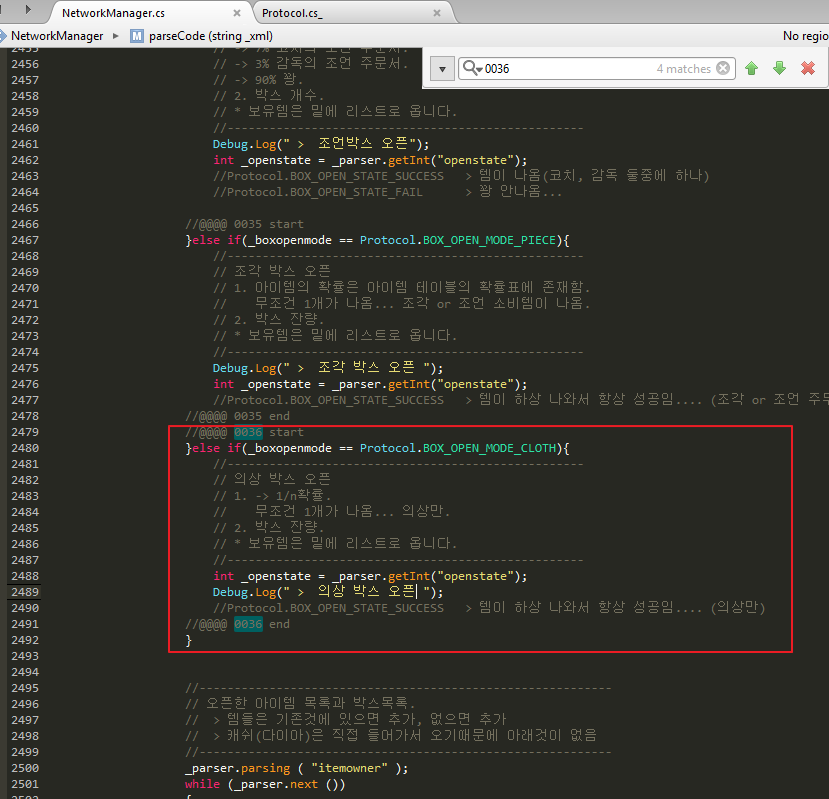 NetworkManager.cs
Protocol.cs_
NetworkManager ▸ M parseCode (string _xml) No regio
0036 4 matches
2455 // -> 7% 코치의 조언 주문서.
2456 // -> 3% 감독의 조언 주문서.
2457 // -> 90% 꽝.
2458 // 2. 박스 개수.
2459 // * 보유템은 밑에 리스트로 옵니다.
2460 //---------------------------------------------------
2461 Debug.Log(" > 조언박스 오픈");
2462 int _openstate = _parser.getInt("openstate");
2463 //Protocol.BOX_OPEN_STATE_SUCCESS > 템이 나옴(코치, 감독 둘중에 하나)
2464 //Protocol.BOX_OPEN_STATE_FAIL > 꽝 안나옴...
2465
2466 //@@@@ 0035 start
2467 }else if(_boxopenmode == Protocol.BOX_OPEN_MODE_PIECE){
2468 //---------------------------------------------------
2469 // 조각 박스 오픈
2470 // 1. 아이템의 확률은 아이템 테이블의 확률표에 존재함.
2471 // 무조건 1개가 나옴... 조각 or 조언 소비템이 나옴.
2472 // 2. 박스 잔량.
2473 // * 보유템은 밑에 리스트로 옵니다.
2474 //---------------------------------------------------
2475 Debug.Log(" > 조각 박스 오픈 ");
2476 int _openstate = _parser.getInt("openstate");
2477 //Protocol.BOX_OPEN_STATE_SUCCESS > 템이 하상 나와서 항상 성공임.... (조각 or 조언 주
2478 //@@@@ 0035 end
2479 //@@@@ 0036 start
2480 }else if(_boxopenmode == Protocol.BOX_OPEN_MODE_CLOTH){
2481 //---------------------------------------------------
2482 // 의상 박스 오픈
2483 // 1. -> 1/n확률.
2484 // 무조건 1개가 나옴... 의상만.
2485 // 2. 박스 잔량.
2486 // * 보유템은 밑에 리스트로 옵니다.
2487 //---------------------------------------------------
2488 int _openstate = _parser.getInt("openstate");
2489 Debug.Log(" > 의상 박스 오픈 ");
2490 //Protocol.BOX_OPEN_STATE_SUCCESS > 템이 하상 나와서 항상 성공임.... (의상만)
2491 //@@@@ 0036 end
2492 }
2493
2494
2495 //-----------------------------------------------------------
2496 // 오픈한 아이템 목록과 박스목록.
2497 // > 템들은 기존것에 있으면 추가, 없으면 추가
2498 // > 캐쉬(다이아)은 직접 들어가서 오기때문에 아래것이 없음
2499 //-----------------------------------------------------------
2500 _parser.parsing ( "itemowner" );
2501 while (_parser.next ())
2502 {